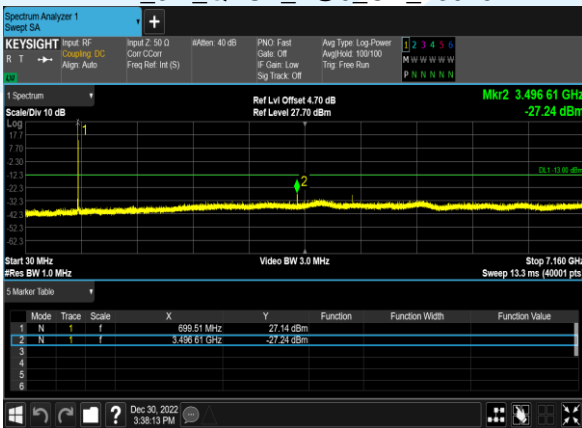 Spectrum Analyzer 1
Swept SA
+
KEYSIGHT Input: RF Input Z: 50 Ω #Atten: 40 dB PNO: Fast Avg Type: Log-Power 1 2 3 4 5 6
R T Coupling: DC Corr CCorr Gate: Off Avg|Hold: 100/100 M W W W W W
Align: Auto Freq Ref: Int (S) IF Gain: Low Trig: Free Run
Sig Track: Off P N N N N N
LW
1 Spectrum Ref Lvl Offset 4.70 dB Mkr2 3.496 61 GHz
Scale/Div 10 dB Ref Level 27.70 dBm -27.24 dBm
Log
17.7 1
7.70
-2.30
-12.3 DL1 -13.00 dBm
-22.3 2
-32.3
-42.3
-52.3
-62.3
Start 30 MHz Video BW 3.0 MHz Stop 7.160 GHz
#Res BW 1.0 MHz Sweep 13.3 ms (40001 pts
5 Marker Table
Mode Trace Scale X Y Function Function Width Function Value
1 N 1 f 699.51 MHz 27.14 dBm
2 N 1 f 3.496 61 GHz -27.24 dBm
3
4
5
6
? Dec 30, 2022
3:38:13 PM